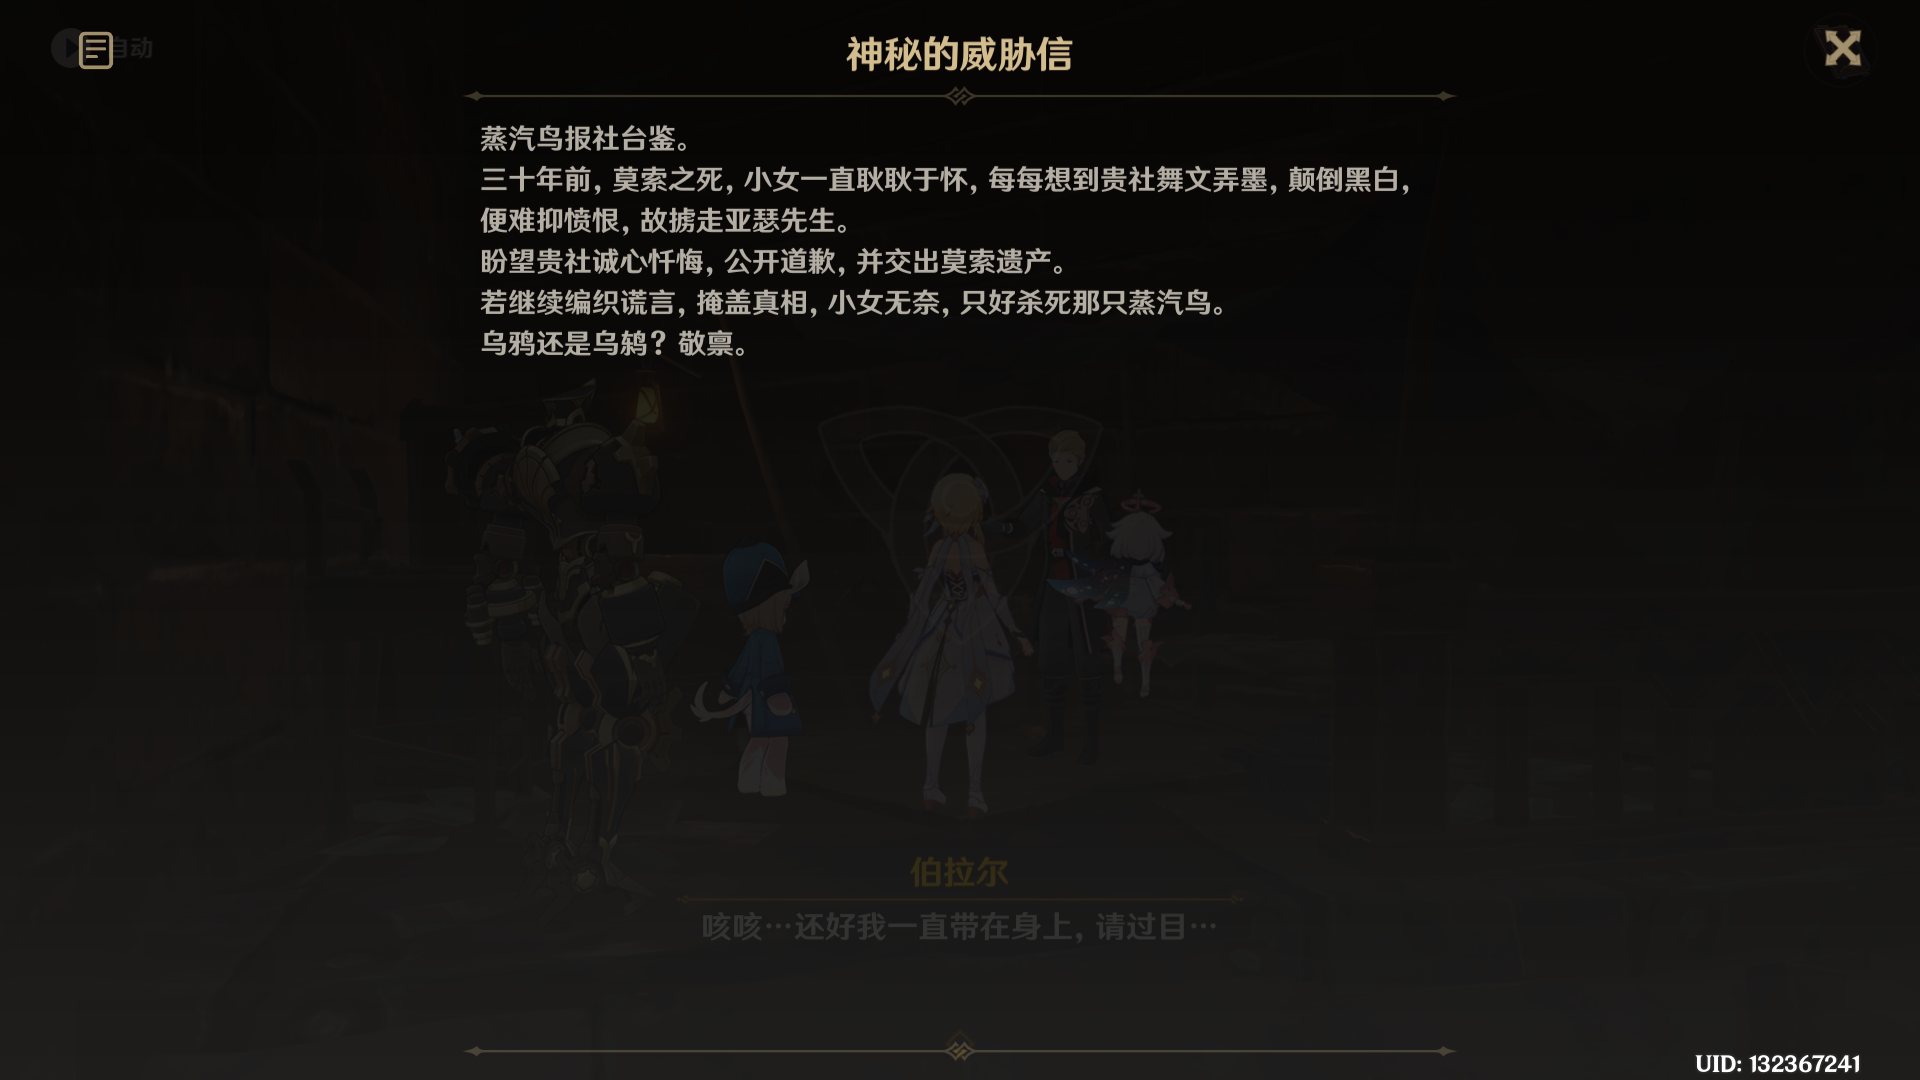 自动
神秘的威胁信
蒸汽鸟报社台鉴。
三十年前，莫索之死，小女一直耿耿于怀，每每想到贵社舞文弄墨，颠倒黑白，
便难抑愤恨，故掳走亚瑟先生。
盼望贵社诚心忏悔，公开道歉，并交出莫索遗产。
若继续编织谎言，掩盖真相，小女无奈，只好杀死那只蒸汽鸟。
乌鸦还是乌鸫？敬禀。
伯拉尔
咳咳…还好我一直带在身上，请过目…
UID: 132367241